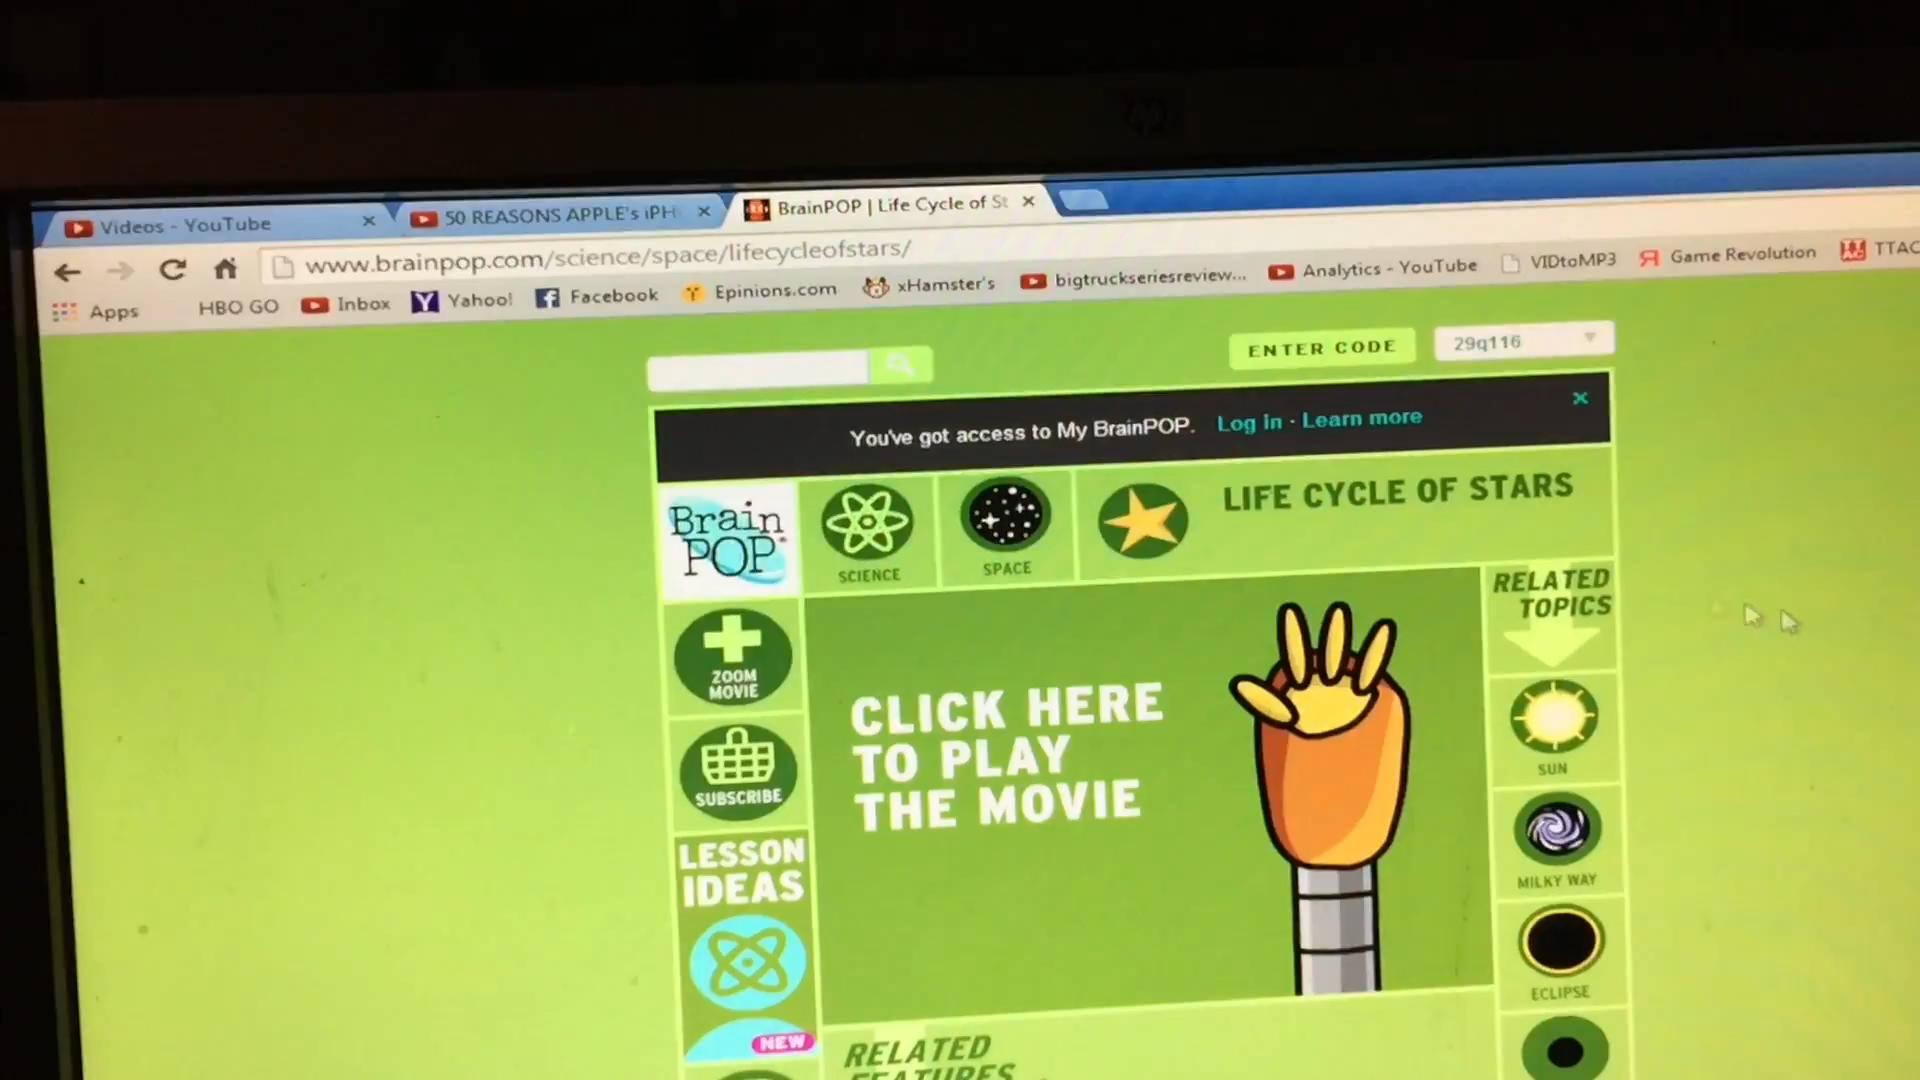 Videos - YouTube
50 REASONS APPLE's iPH
BrainPOP | Life Cycle of St
www.brainpop.com/science/space/lifecycleofstars/
Apps
HBO GO
Inbox
Yahoo!
Facebook
Epinions.com
xHamster's
bigtruckseriesreview...
Analytics - YouTube
VIDtoMP3
Game Revolution
TTAC
ENTER CODE
29q116
You've got access to My BrainPOP. Log in · Learn more
Brain
POP
SCIENCE
SPACE
LIFE CYCLE OF STARS
RELATED
TOPICS
ZOOM
MOVIE
SUBSCRIBE
CLICK HERE
TO PLAY
THE MOVIE
SUN
MILKY WAY
ECLIPSE
LESSON
IDEAS
NEW
RELATED
FEATURES